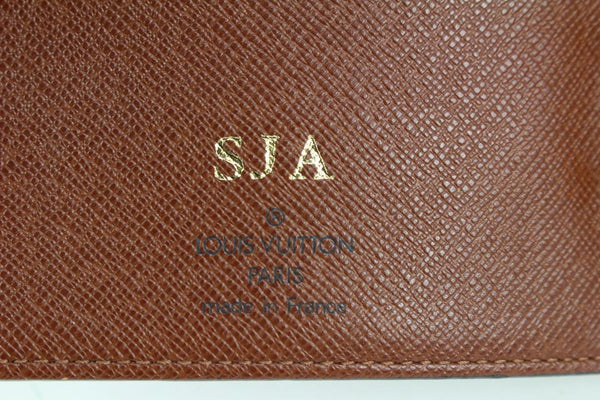 SJA
®
LOUIS VUITTON
PARIS
made in France